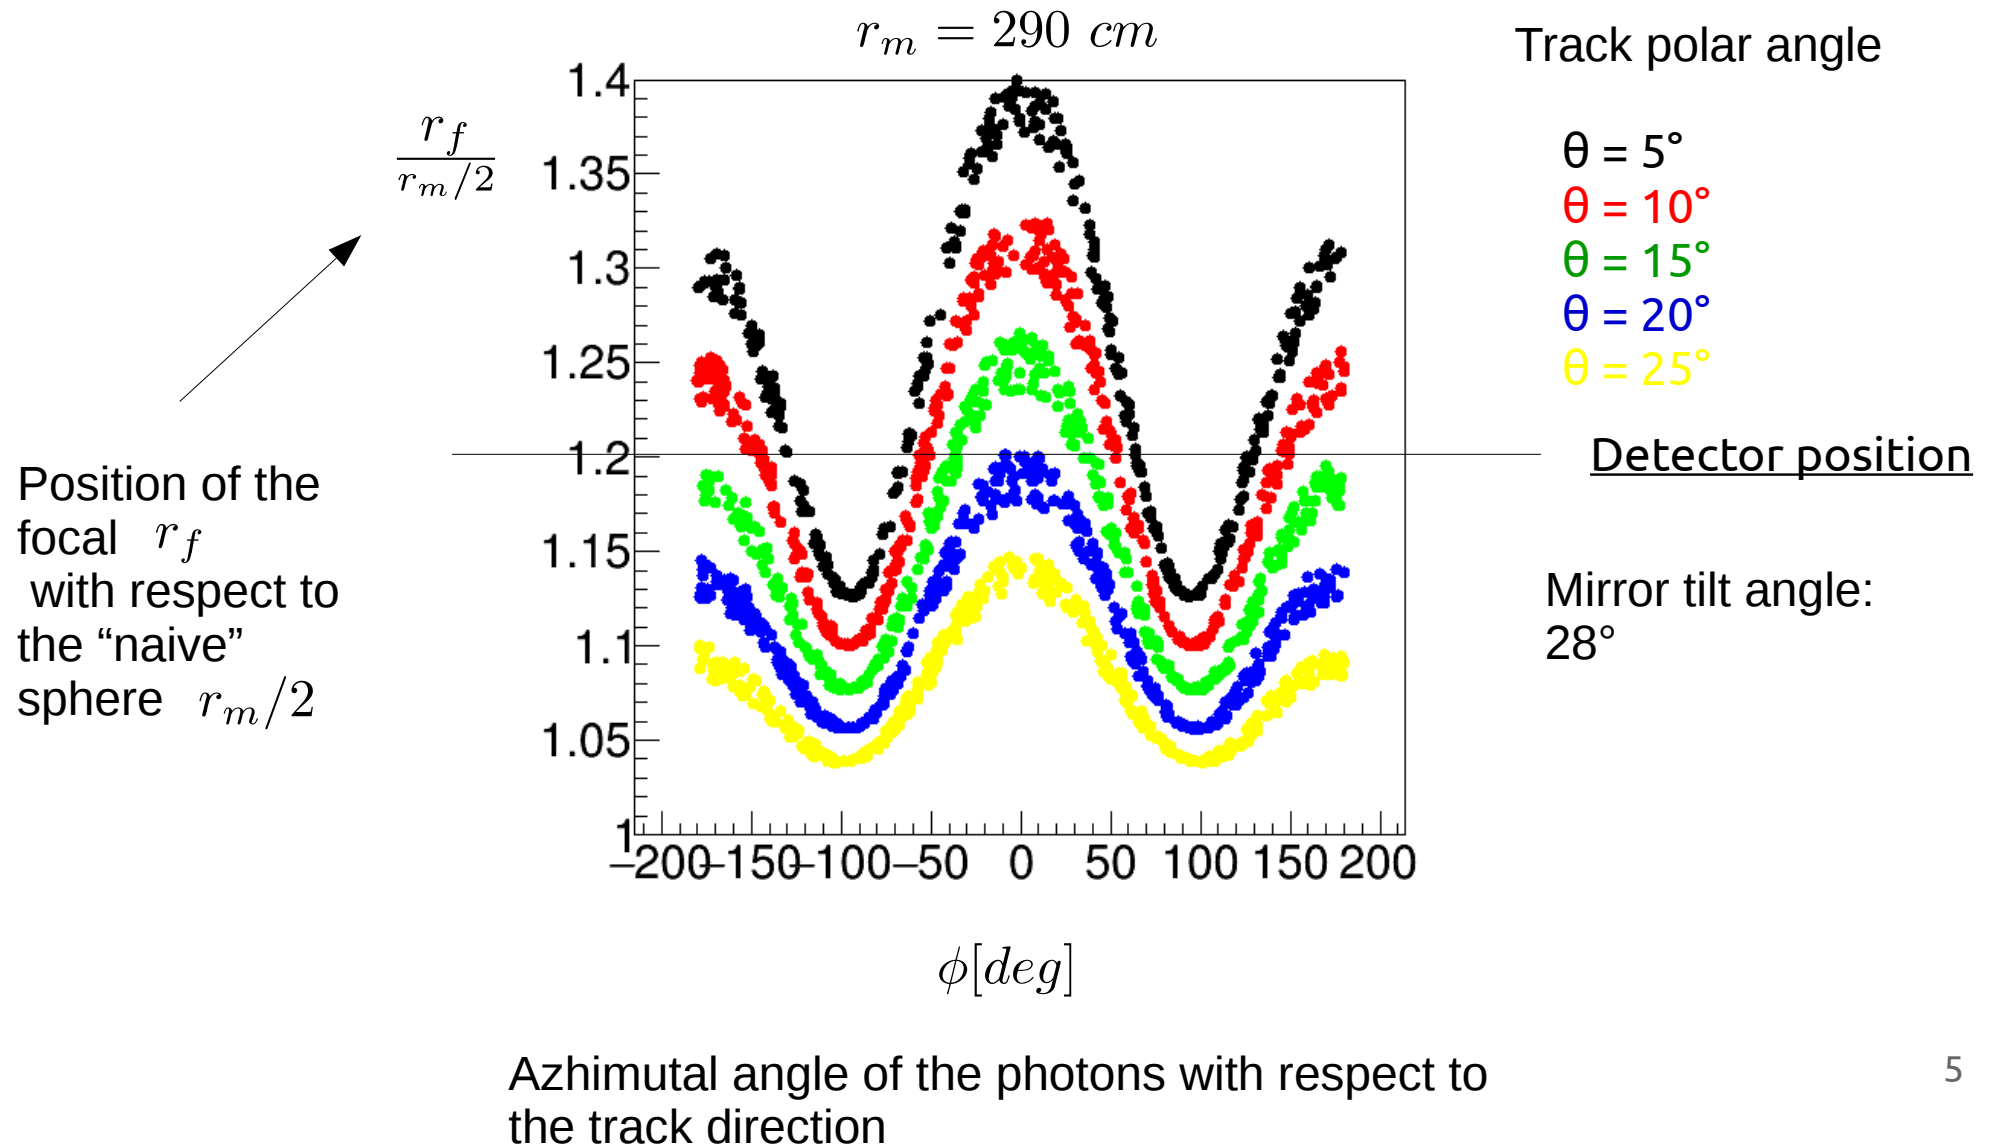 r_m = 290 cm
Track polar angle
r_f
r_m/2
1.4
1.35
1.3
1.25
1.2
1.15
1.1
1.05
1
−200
−150
−100
−50
0
50
100
150
200
θ = 5°
θ = 10°
θ = 15°
θ = 20°
θ = 25°
Detector position
Position of the
focal r_f
with respect to
the “naive”
sphere r_m/2
Mirror tilt angle:
28°
ϕ[deg]
Azhimutal angle of the photons with respect to
the track direction
5